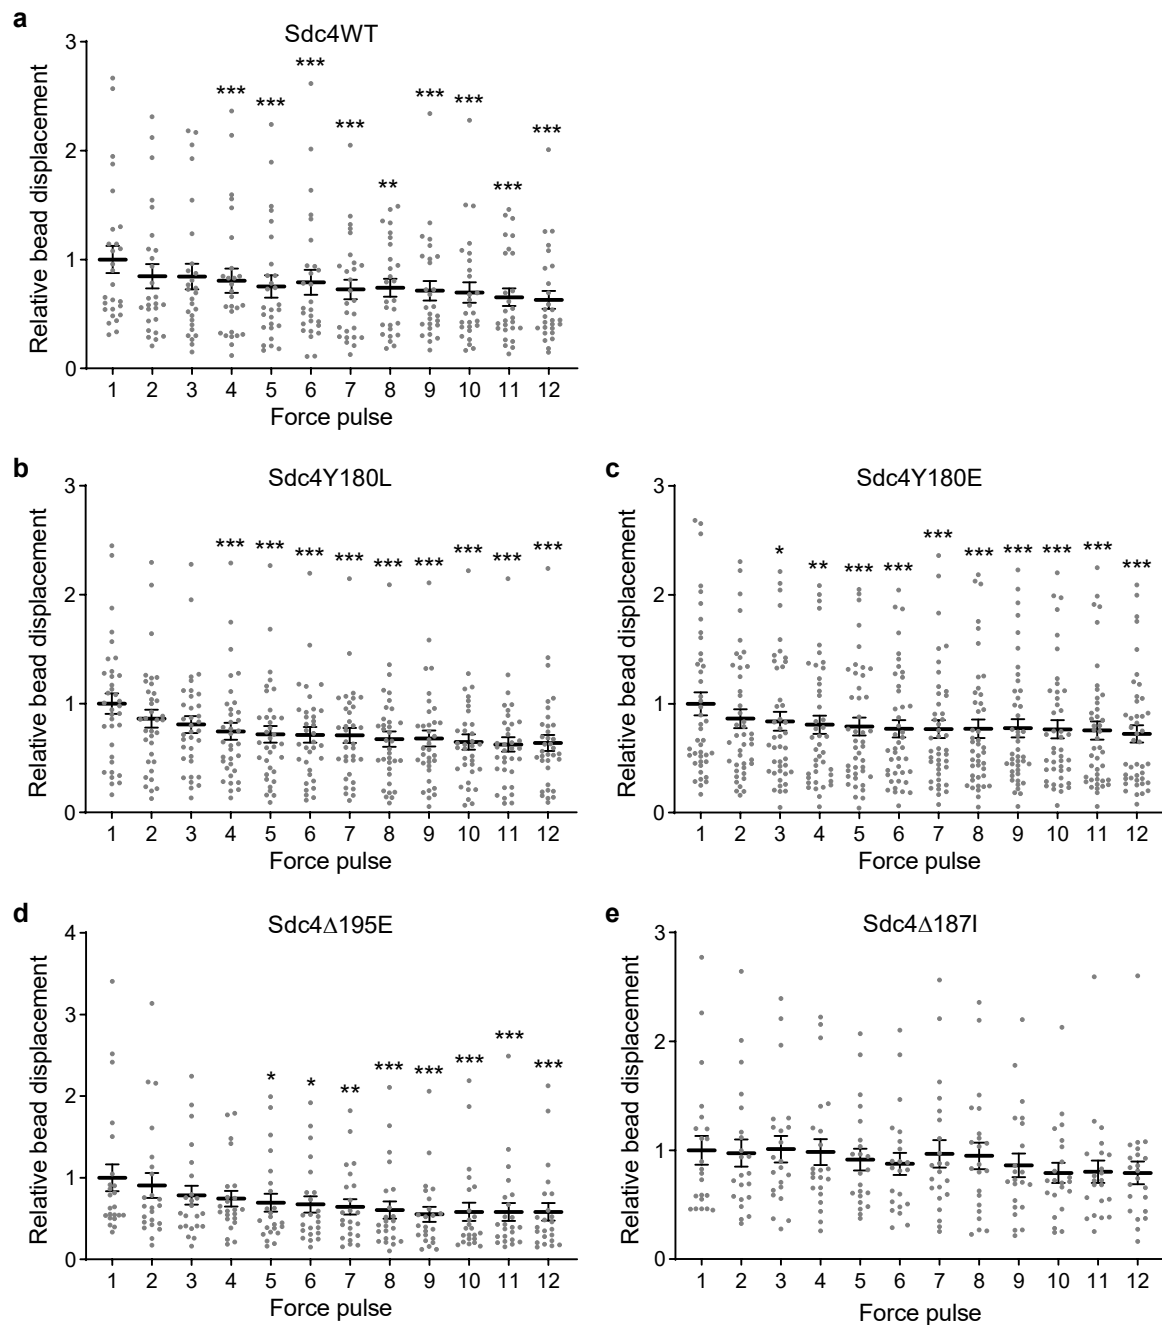 a
Sdc4WT
Relative bead displacement
3
2
1
0
*** *** *** *** ** *** *** *** ***
1 2 3 4 5 6 7 8 9 10 11 12
Force pulse
b
Sdc4Y180L
Relative bead displacement
3
2
1
0
*** *** *** *** *** *** *** *** ***
1 2 3 4 5 6 7 8 9 10 11 12
Force pulse
c
Sdc4Y180E
Relative bead displacement
3
2
1
0
* ** *** *** *** *** *** *** *** ***
1 2 3 4 5 6 7 8 9 10 11 12
Force pulse
d
Sdc4Δ195E
Relative bead displacement
4
3
2
1
0
* * ** *** *** *** *** ***
1 2 3 4 5 6 7 8 9 10 11 12
Force pulse
e
Sdc4Δ187I
Relative bead displacement
3
2
1
0
1 2 3 4 5 6 7 8 9 10 11 12
Force pulse